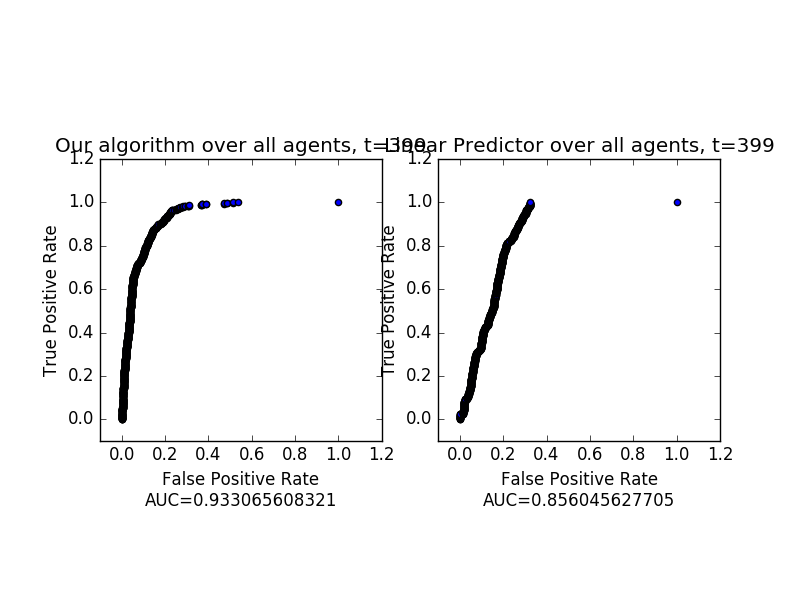 Our algorithm over all agents, t=399
Linear Predictor over all agents, t=399
1.2
1.0
0.8
0.6
0.4
0.2
0.0
True Positive Rate
0.0 0.2 0.4 0.6 0.8 1.0 1.2
False Positive Rate
AUC=0.933065608321
1.2
1.0
0.8
0.6
0.4
0.2
0.0
True Positive Rate
0.0 0.2 0.4 0.6 0.8 1.0 1.2
False Positive Rate
AUC=0.856045627705